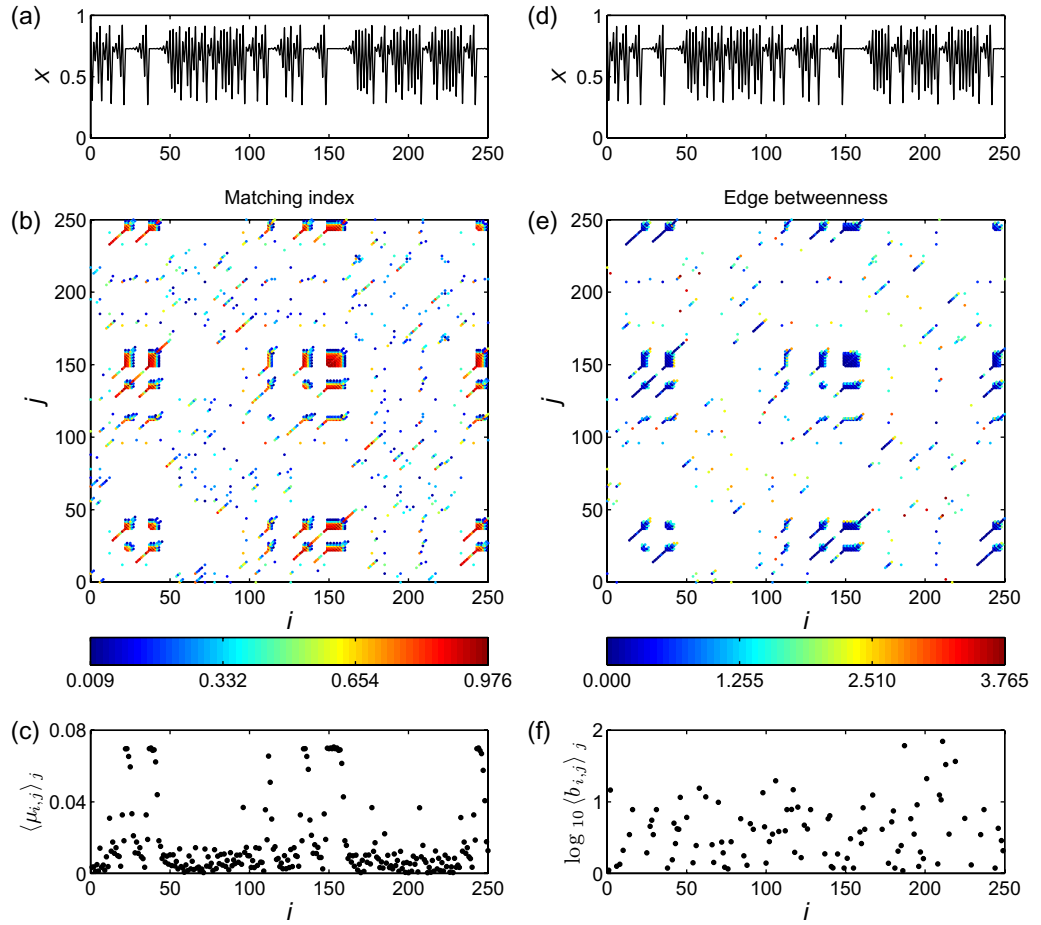 (a)
1
0.5
0
x
0 50 100 150 200 250
(b)
Matching index
250
200
150
100
50
0
j
0 50 100 150 200 250
i
0.009 0.332 0.654 0.976
(c)
0.08
0.04
0
⟨μ i,j⟩ j
0 50 100 150 200 250
i
(d)
1
0.5
0
x
0 50 100 150 200 250
(e)
Edge betweenness
250
200
150
100
50
0
j
0 50 100 150 200 250
i
0.000 1.255 2.510 3.765
(f)
2
1
0
log 10 ⟨b i,j⟩ j
0 50 100 150 200 250
i